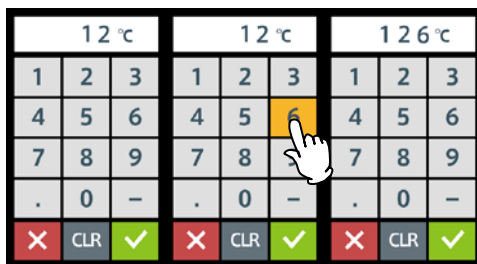 12 ℃ 12 ℃ 126 ℃
1 2 3 1 2 3 1 2 3
4 5 6 4 5 6 4 5 6
7 8 9 7 8 7 8 9
. 0 - . 0 - . 0 -
CLR CLR CLR